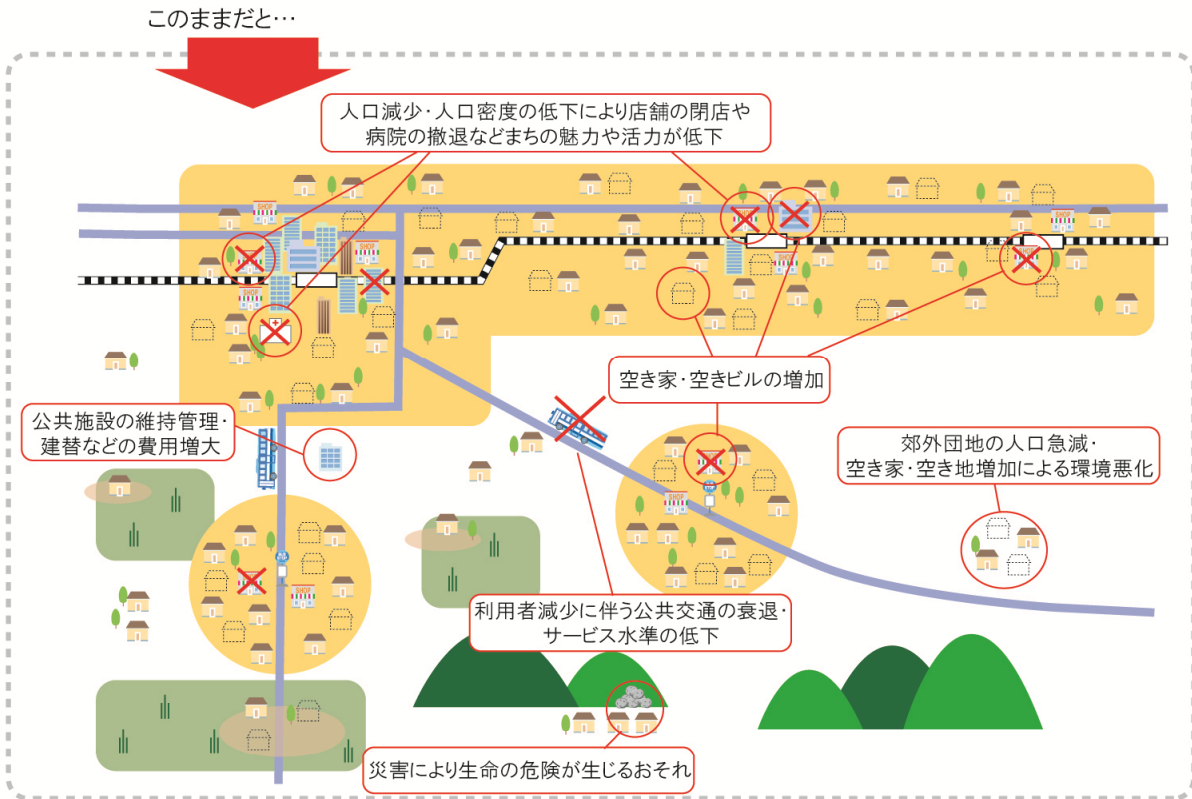 このままだと…
人口減少・人口密度の低下により店舗の閉店や
病院の撤退などまちの魅力や活力が低下
SHOP
SHOP
SHOP
SHOP
SHOP
空き家・空きビルの増加
公共施設の維持管理・
建替などの費用増大
郊外団地の人口急減・
空き家・空き地増加による環境悪化
SHOP
SHOP
利用者減少に伴う公共交通の衰退・
サービス水準の低下
災害により生命の危険が生じるおそれ